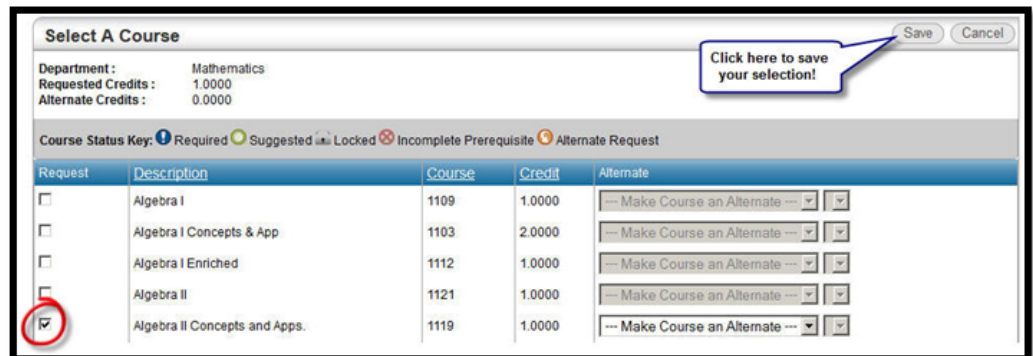 Select A Course
Save Cancel
Click here to save
your selection!
Department : Mathematics
Requested Credits : 1.0000
Alternate Credits : 0.0000
Course Status Key: Required Suggested Locked Incomplete Prerequisite Alternate Request
Request Description Course Credit Alternate
Algebra I 1109 1.0000 --- Make Course an Alternate ---
Algebra I Concepts & App 1103 2.0000 --- Make Course an Alternate ---
Algebra I Enriched 1112 1.0000 --- Make Course an Alternate ---
Algebra II 1121 1.0000 --- Make Course an Alternate ---
Algebra II Concepts and Apps. 1119 1.0000 --- Make Course an Alternate ---